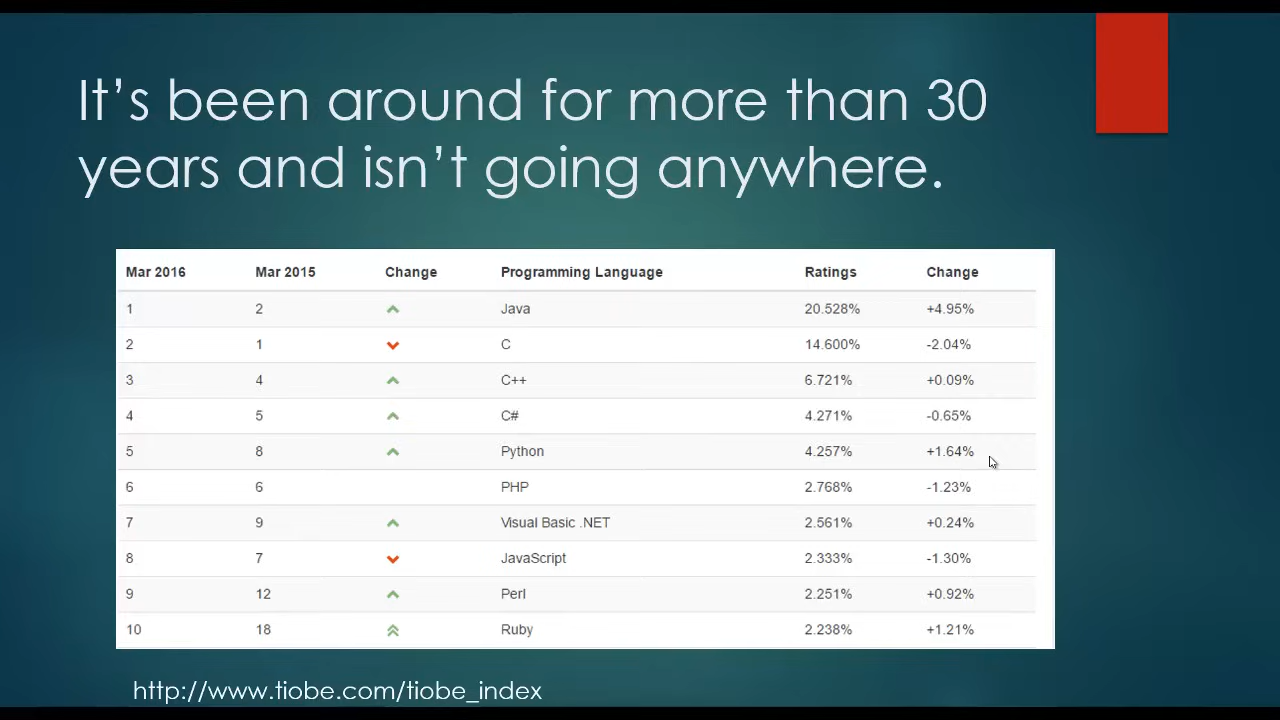 It’s been around for more than 30
years and isn’t going anywhere.
Mar 2016 Mar 2015 Change Programming Language Ratings Change
1 2 Java 20.528% +4.95%
2 1 C 14.600% -2.04%
3 4 C++ 6.721% +0.09%
4 5 C# 4.271% -0.65%
5 8 Python 4.257% +1.64%
6 6 PHP 2.768% -1.23%
7 9 Visual Basic .NET 2.561% +0.24%
8 7 JavaScript 2.333% -1.30%
9 12 Perl 2.251% +0.92%
10 18 Ruby 2.238% +1.21%
http://www.tiobe.com/tiobe_index